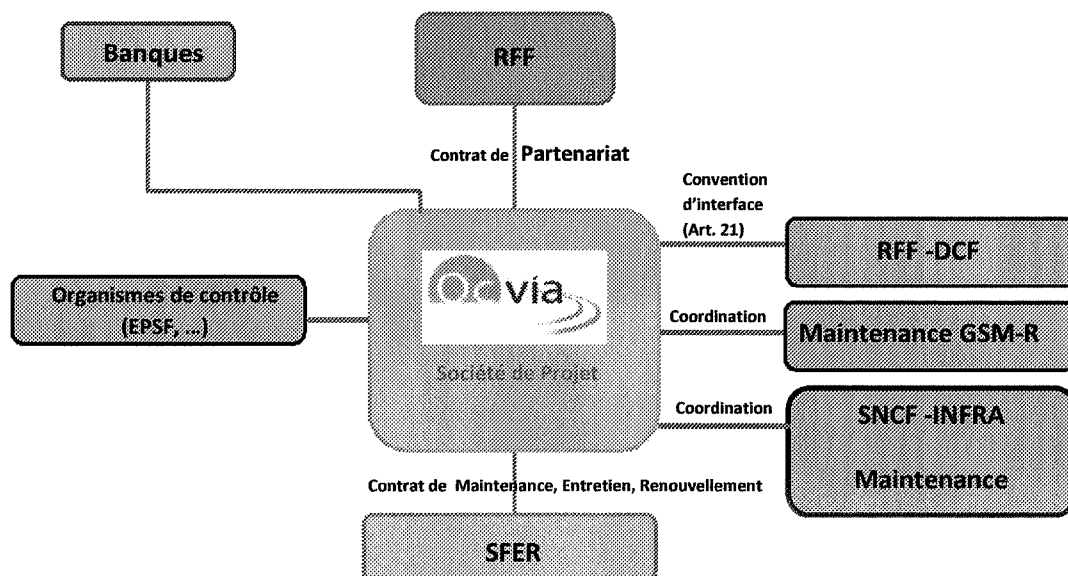 Banques
RFF
Contrat de Partenariat
Convention
d'interface
(Art. 21)
RFF -DCF
Organismes de contrôle
(EPSF, ...)
Oc'via
Société de Projet
Coordination
Maintenance GSM-R
Coordination
SNCF -INFRA
Maintenance
Contrat de Maintenance, Entretien, Renouvellement
SFER